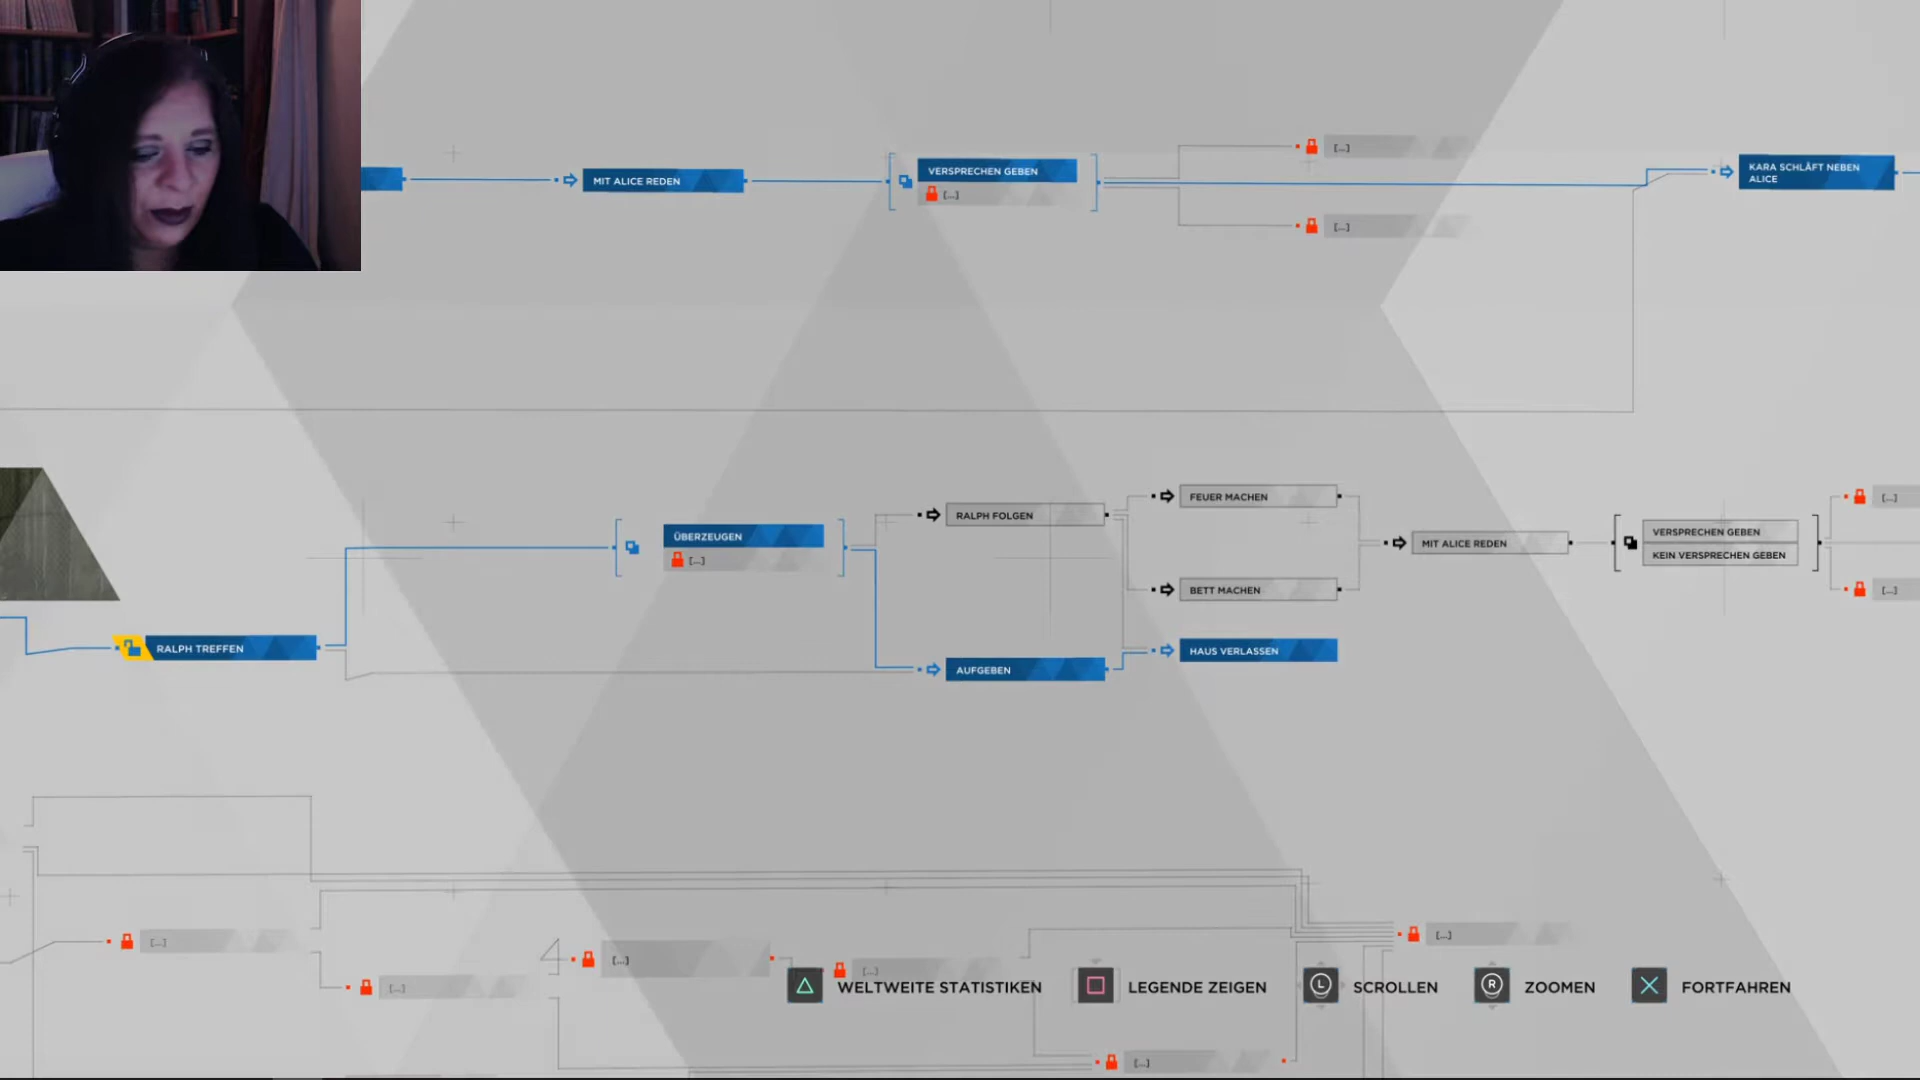 [...]
KARA SCHLÄFT NEBEN
ALICE
MIT ALICE REDEN
VERSPRECHEN GEBEN
[...]
[...]
FEUER MACHEN
[...]
RALPH FOLGEN
ÜBERZEUGEN
[...]
MIT ALICE REDEN
VERSPRECHEN GEBEN
KEIN VERSPRECHEN GEBEN
BETT MACHEN
[...]
RALPH TREFFEN
HAUS VERLASSEN
AUFGEBEN
[...]
[...]
[...]
[...]
[...]
WELTWEITE STATISTIKEN
LEGENDE ZEIGEN
L
SCROLLEN
R
ZOOMEN
FORTFAHREN
[...]